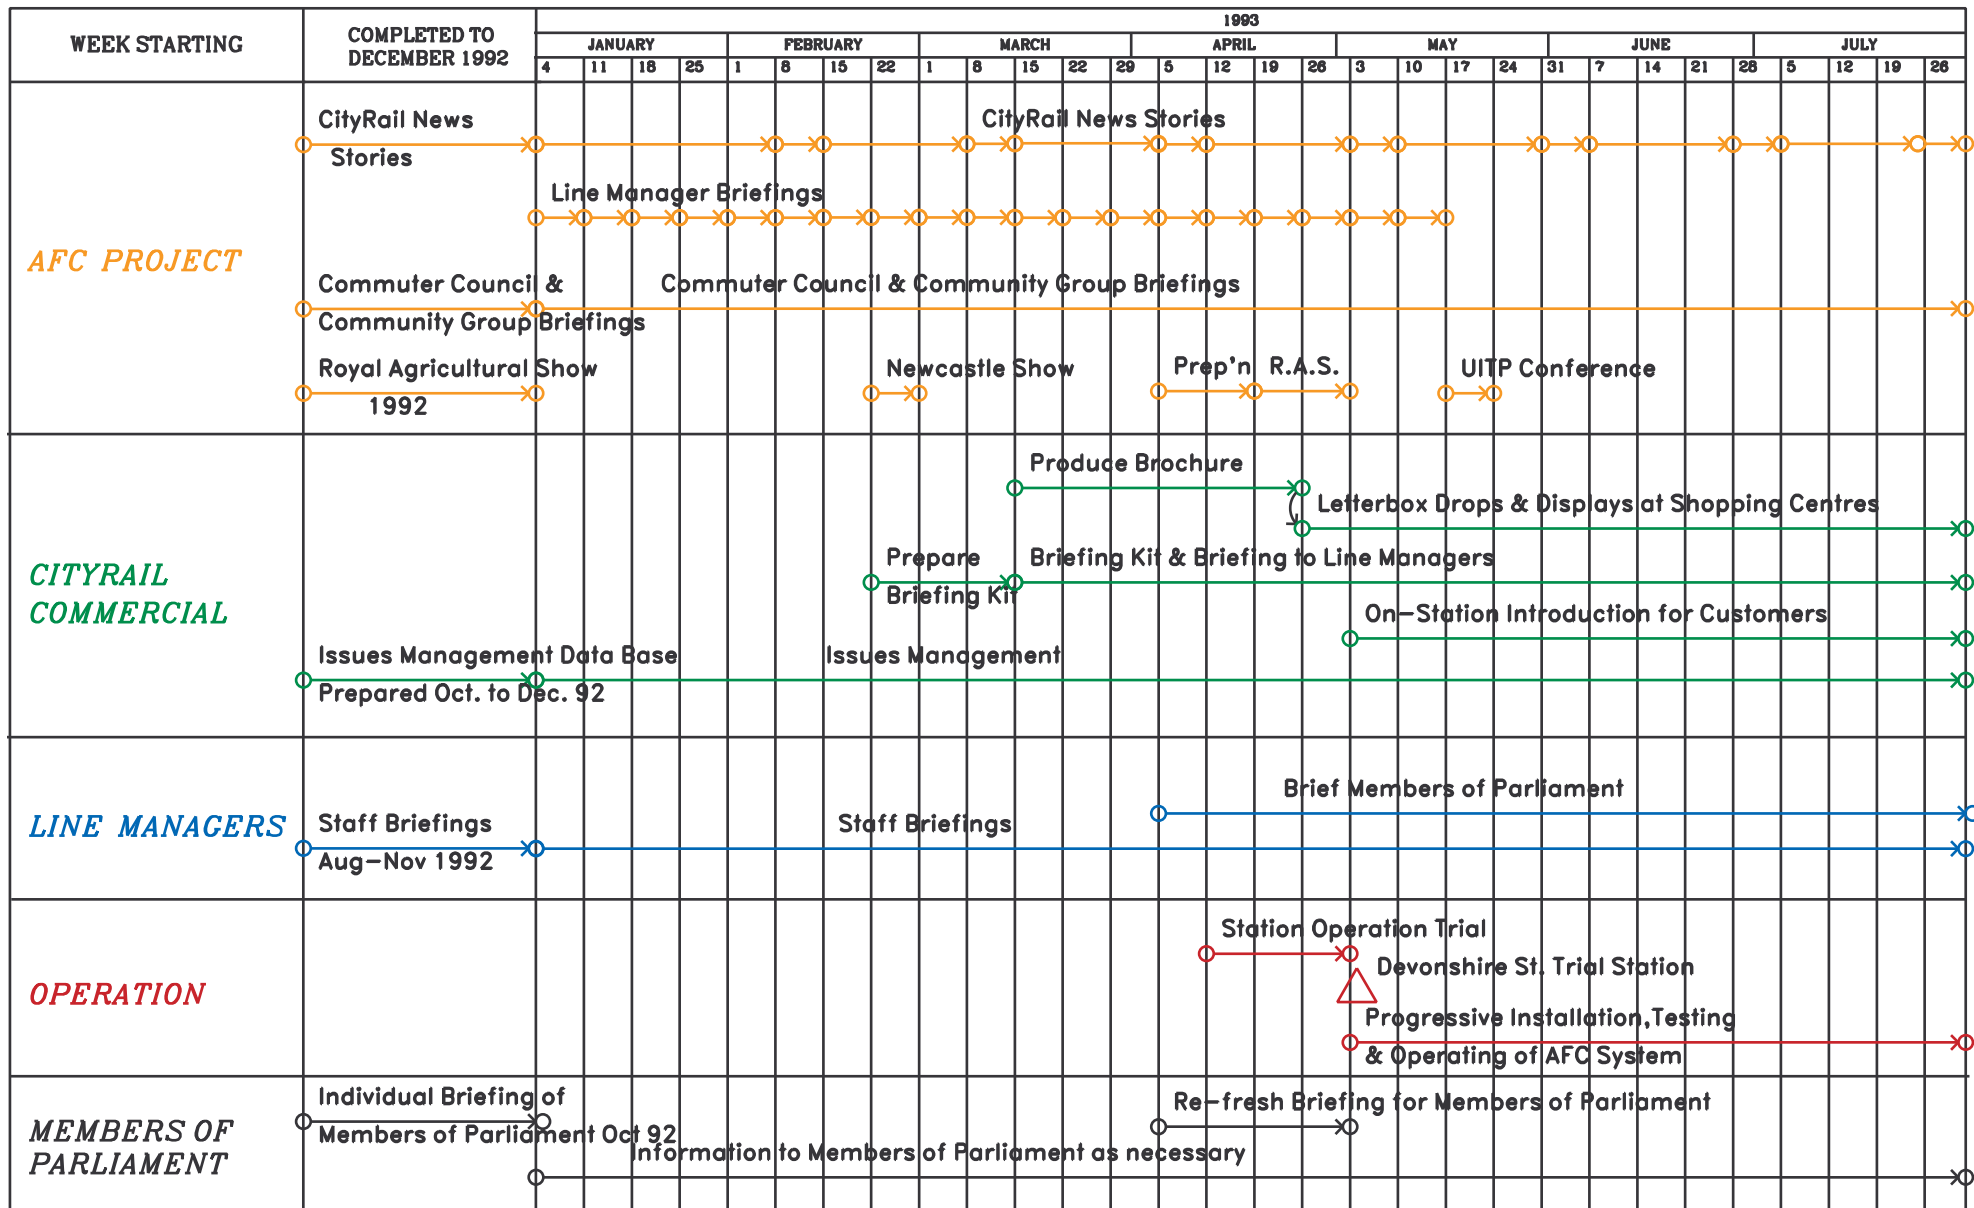 1993
WEEK STARTING
COMPLETED TO
DECEMBER 1992
JANUARY FEBRUARY MARCH APRIL MAY JUNE JULY
4 11 18 25 1 8 15 22 1 8 15 22 29 5 12 19 26 3 10 17 24 31 7 14 21 28 5 12 19 26
AFC PROJECT
CityRail News
Stories
CityRail News Stories
Line Manager Briefings
Commuter Council &
Community Group Briefings
Commuter Council & Community Group Briefings
Royal Agricultural Show
1992
Newcastle Show
Prep'n R.A.S.
UITP Conference
CITYRAIL
COMMERCIAL
Produce Brochure
Letterbox Drops & Displays at Shopping Centres
Prepare
Briefing Kit
Briefing Kit & Briefing to Line Managers
On-Station Introduction for Customers
Issues Management Data Base
Prepared Oct. to Dec. 92
Issues Management
LINE MANAGERS
Brief Members of Parliament
Staff Briefings
Aug-Nov 1992
Staff Briefings
OPERATION
Station Operation Trial
Devonshire St. Trial Station
Progressive Installation,Testing
& Operating of AFC System
MEMBERS OF
PARLIAMENT
Individual Briefing of
Members of Parliament Oct 92
Re-fresh Briefing for Members of Parliament
Information to Members of Parliament as necessary